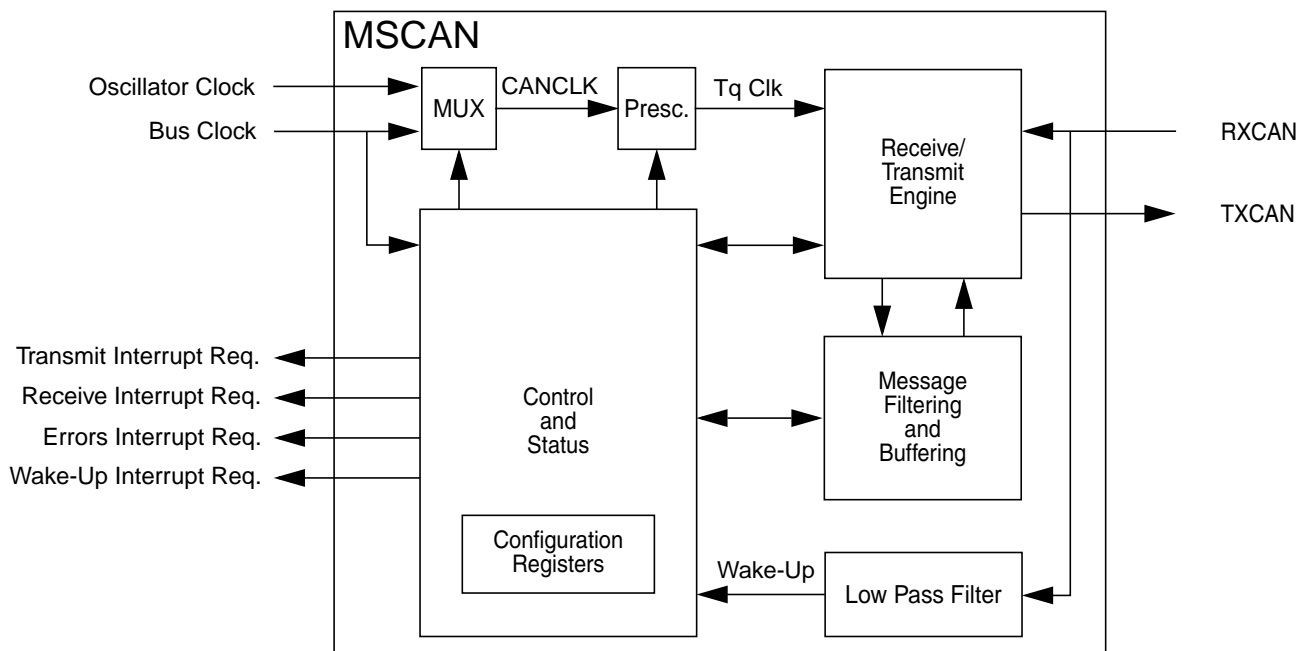 MSCAN
Oscillator Clock
Bus Clock
MUX
CANCLK
Presc.
Tq Clk
Receive/
Transmit
Engine
RXCAN
TXCAN
Transmit Interrupt Req.
Receive Interrupt Req.
Errors Interrupt Req.
Wake-Up Interrupt Req.
Control
and
Status
Message
Filtering
and
Buffering
Configuration
Registers
Wake-Up
Low Pass Filter